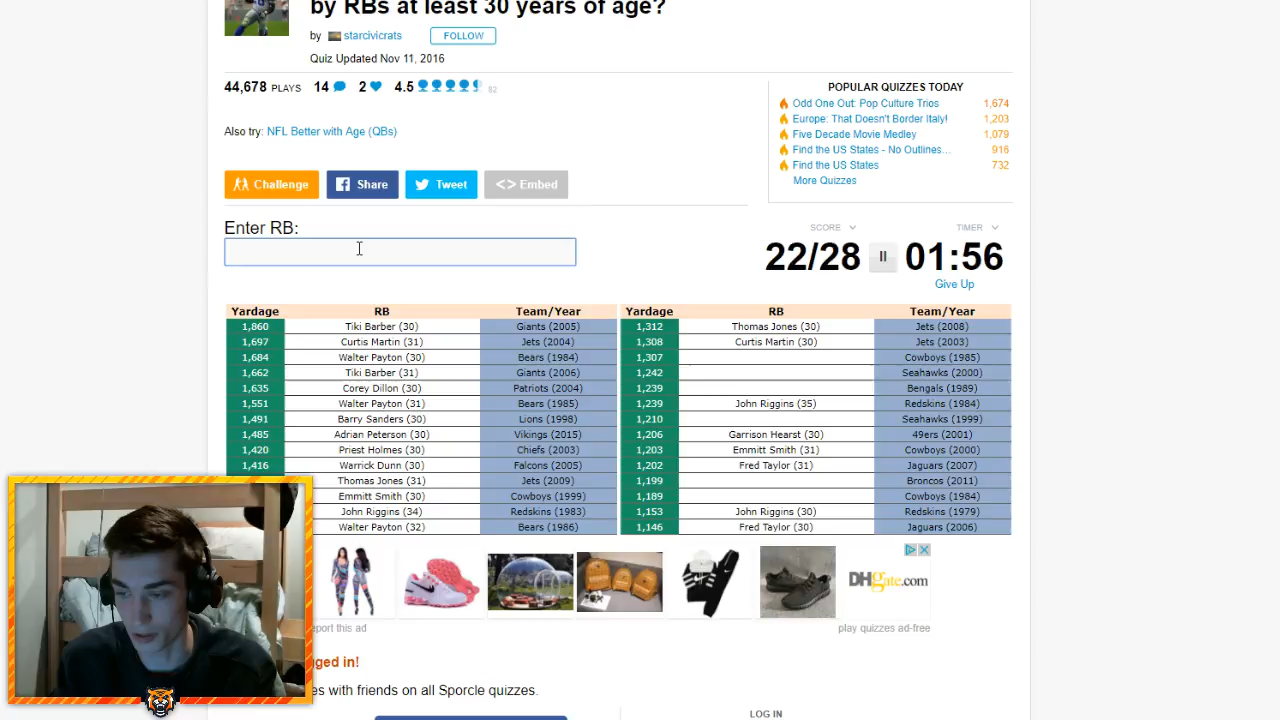 by RBs at least 30 years of age?
by starcivicrats FOLLOW
Quiz Updated Nov 11, 2016
44,678 PLAYS 14 2 4.5 82
Also try: NFL Better with Age (QBs)
POPULAR QUIZZES TODAY
Odd One Out: Pop Culture Trios 1,674
Europe: That Doesn't Border Italy! 1,203
Five Decade Movie Medley 1,079
Find the US States - No Outlines... 916
Find the US States 732
More Quizzes
Challenge Share Tweet <> Embed
Enter RB:
SCORE TIMER
22/28 01:56
Give Up
Yardage RB Team/Year Yardage RB Team/Year
1,860 Tiki Barber (30) Giants (2005) 1,312 Thomas Jones (30) Jets (2008)
1,697 Curtis Martin (31) Jets (2004) 1,308 Curtis Martin (30) Jets (2003)
1,684 Walter Payton (30) Bears (1984) 1,307 Cowboys (1985)
1,662 Tiki Barber (31) Giants (2006) 1,242 Seahawks (2000)
1,635 Corey Dillon (30) Patriots (2004) 1,239 Bengals (1989)
1,551 Walter Payton (31) Bears (1985) 1,239 John Riggins (35) Redskins (1984)
1,491 Barry Sanders (30) Lions (1998) 1,210 Seahawks (1999)
1,485 Adrian Peterson (30) Vikings (2015) 1,206 Garrison Hearst (30) 49ers (2001)
1,420 Priest Holmes (30) Chiefs (2003) 1,203 Emmitt Smith (31) Cowboys (2000)
1,416 Warrick Dunn (30) Falcons (2005) 1,202 Fred Taylor (31) Jaguars (2007)
Thomas Jones (31) Jets (2009) 1,199 Broncos (2011)
Emmitt Smith (30) Cowboys (1999) 1,189 Cowboys (1984)
John Riggins (34) Redskins (1983) 1,153 John Riggins (30) Redskins (1979)
Walter Payton (32) Bears (1986) 1,146 Fred Taylor (30) Jaguars (2006)
DHgate.com
eport this ad play quizzes ad-free
gged in!
es with friends on all Sporcle quizzes.
LOG IN